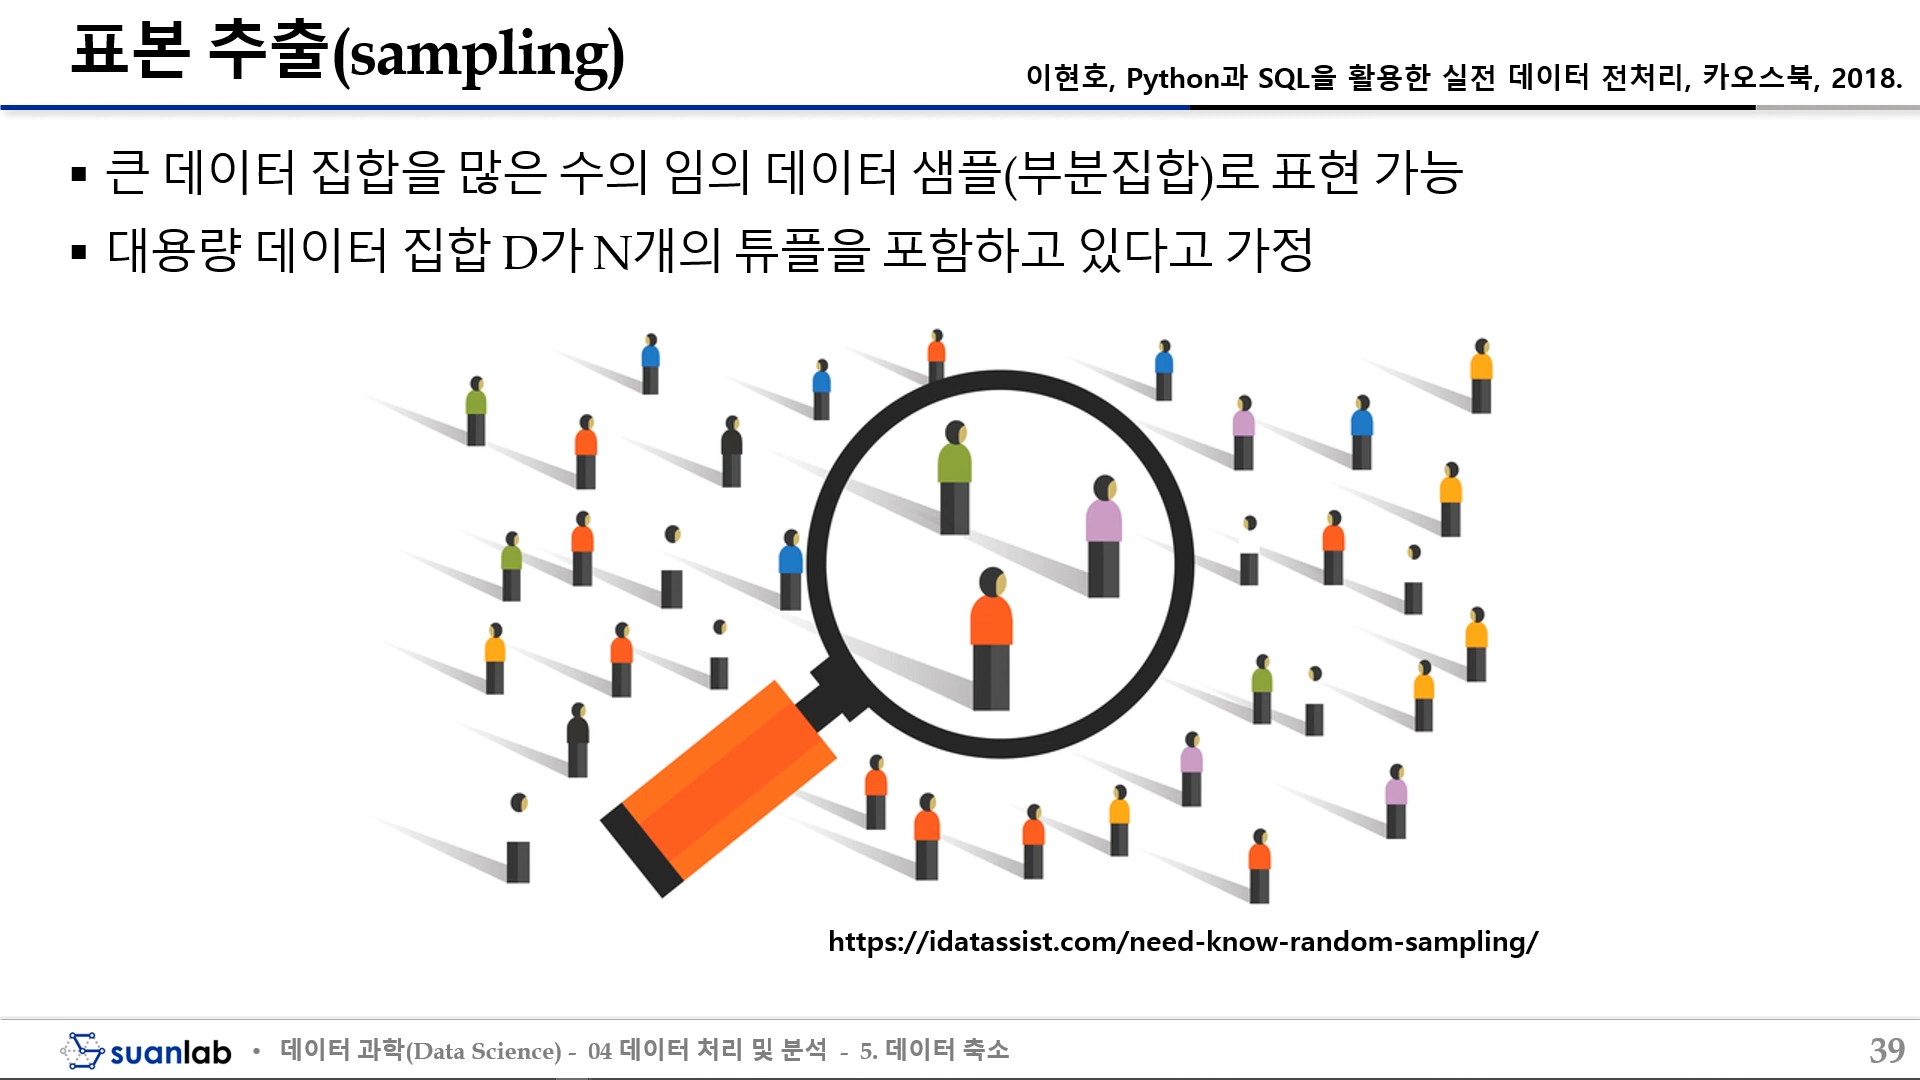 표본 추출(sampling)
이현호, Python과 SQL을 활용한 실전 데이터 전처리, 카오스북, 2018.
▪ 큰 데이터 집합을 많은 수의 임의 데이터 샘플(부분집합)로 표현 가능
▪ 대용량 데이터 집합 D가 N개의 튜플을 포함하고 있다고 가정
https://idatassist.com/need-know-random-sampling/
suanlab • 데이터 과학(Data Science) - 04 데이터 처리 및 분석 - 5. 데이터 축소
39